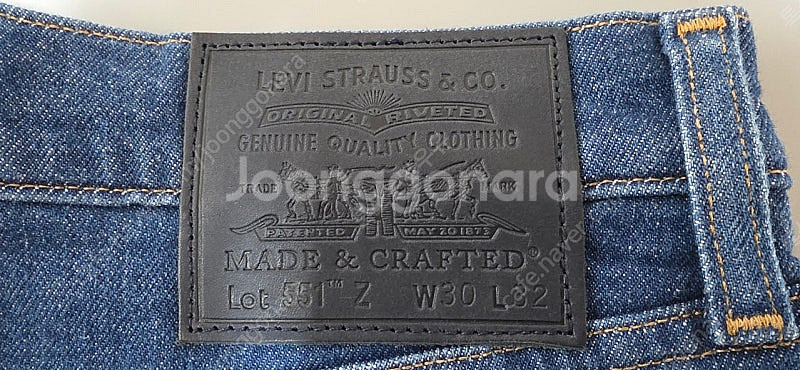 LEVI STRAUSS & CO.
ORIGINAL RIVETED
GENUINE QUALITY CLOTHING
TRADE MARK
Joonggonara
PATENTED MAY 20 1873
MADE & CRAFTED®
Lot 551™ Z W30 L32